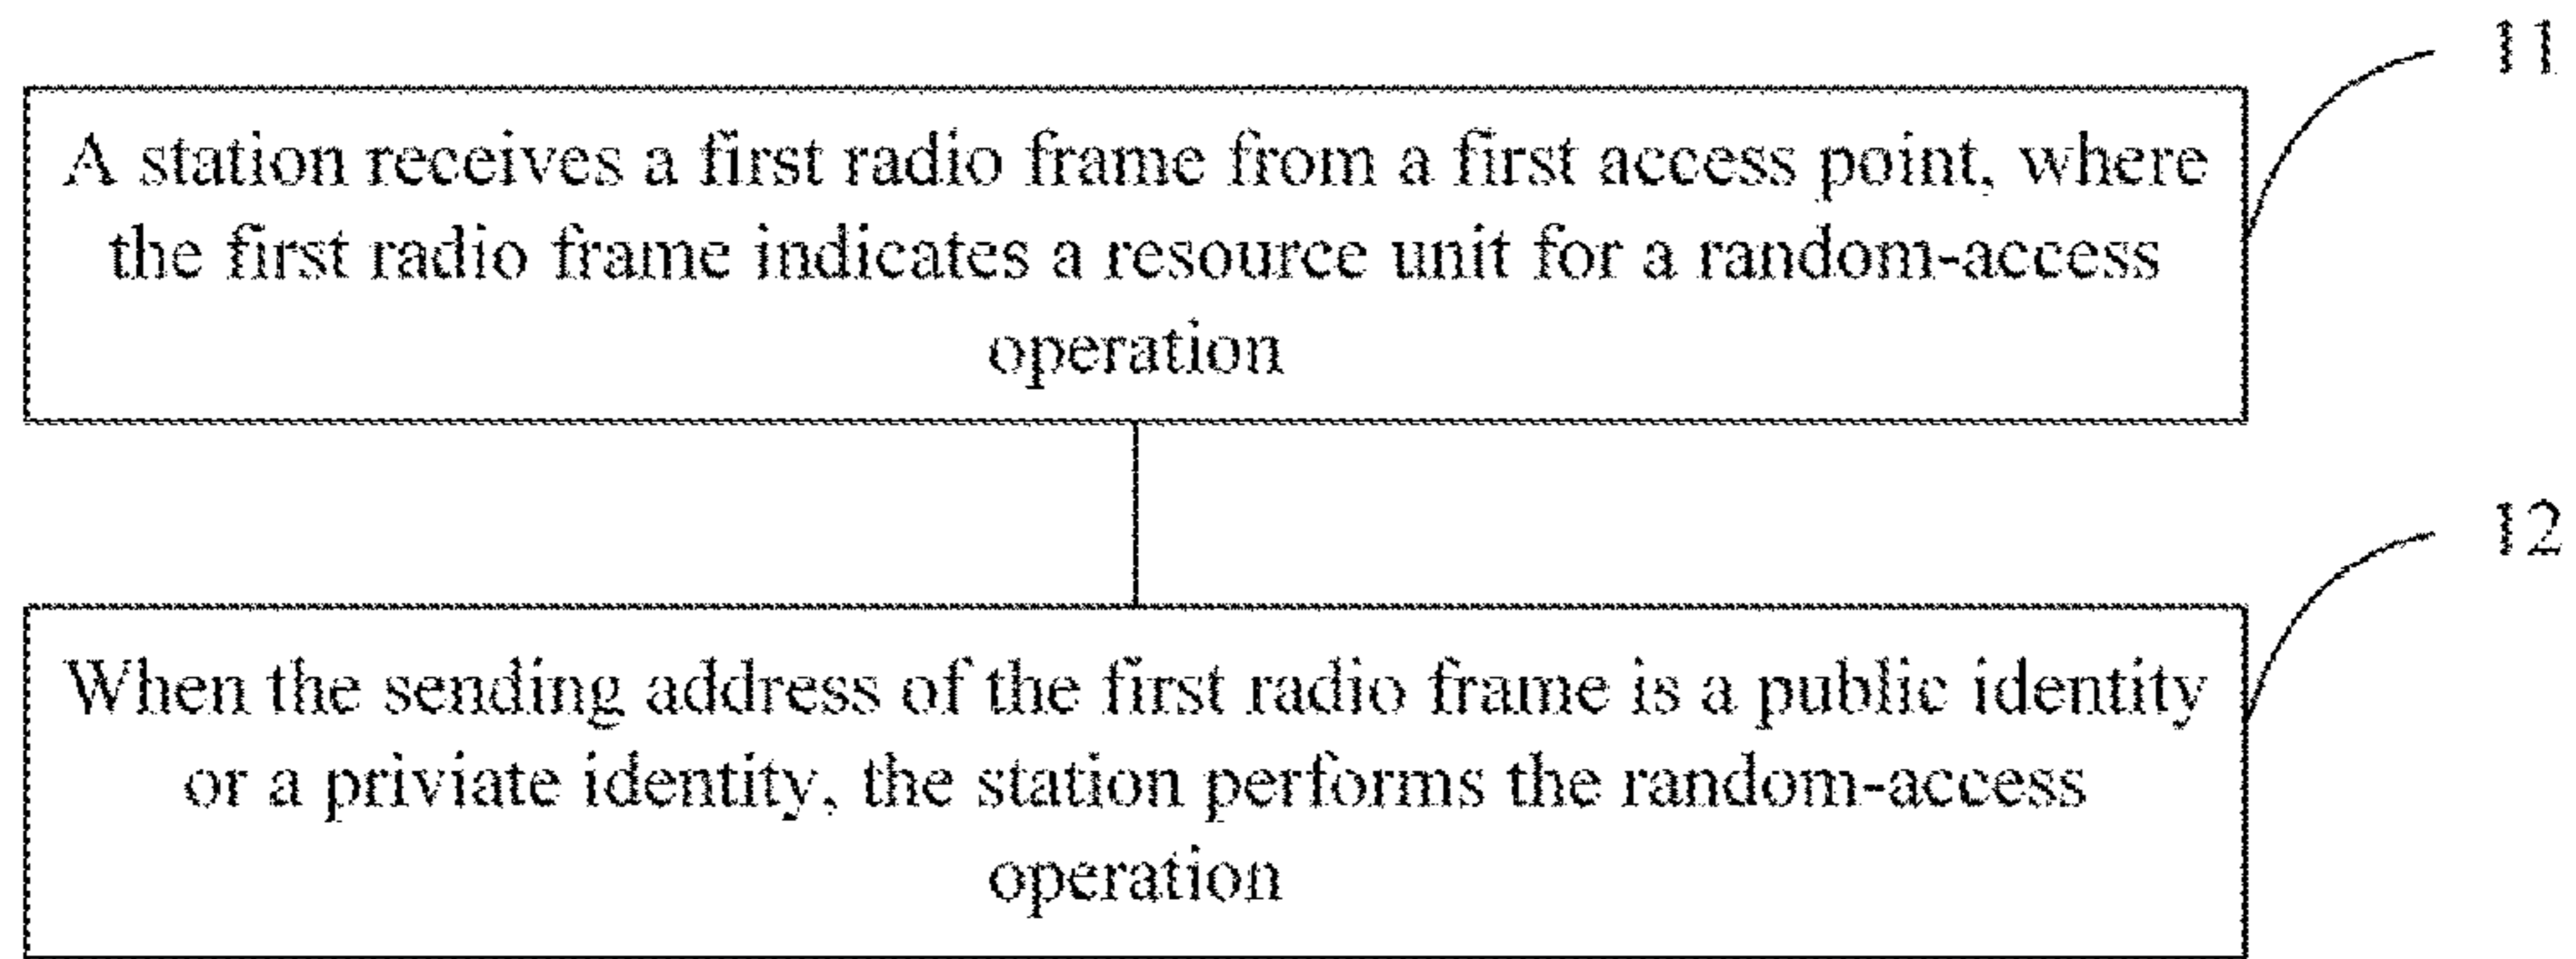 11
A station receives a first radio frame from a first access point, where
the first radio frame indicates a resource unit for a random-access
operation
12
When the sending address of the first radio frame is a public identity
or a priviate identity, the station performs the random-access
operation